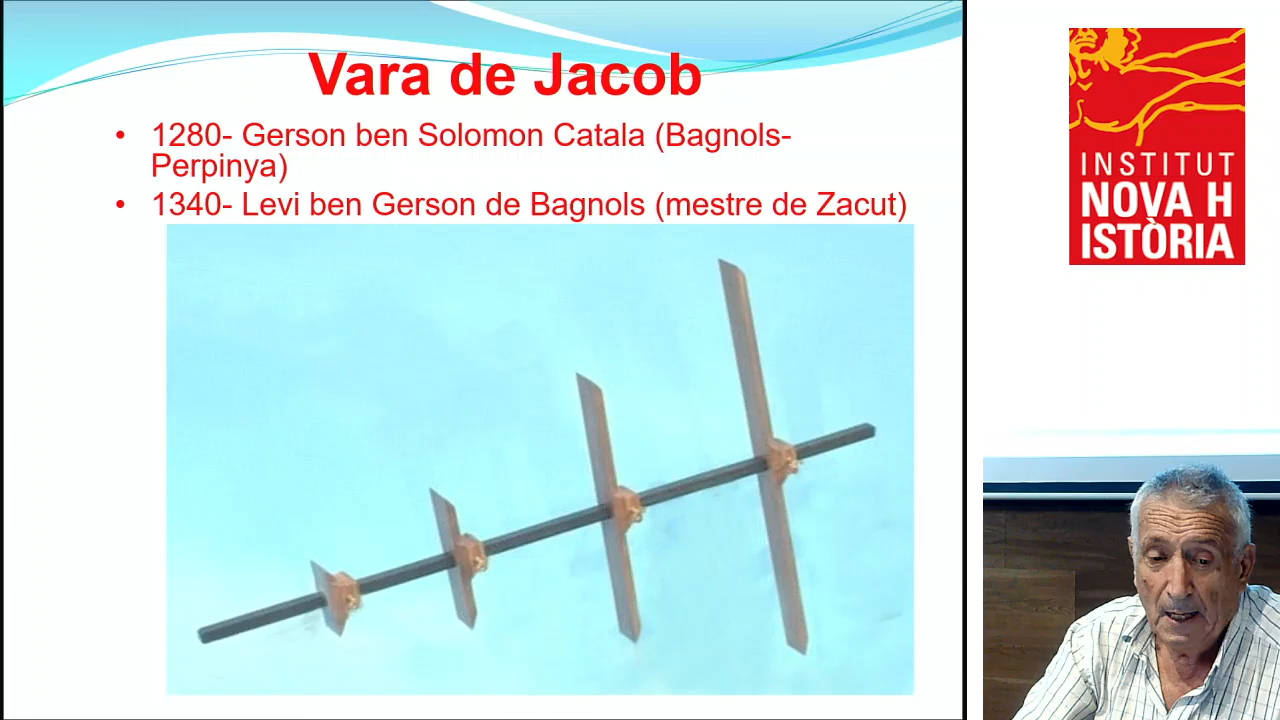 Vara de Jacob
• 1280- Gerson ben Solomon Catala (Bagnols-
Perpinya)
• 1340- Levi ben Gerson de Bagnols (mestre de Zacut)
INSTITUT
NOVA H
ISTÒRIA